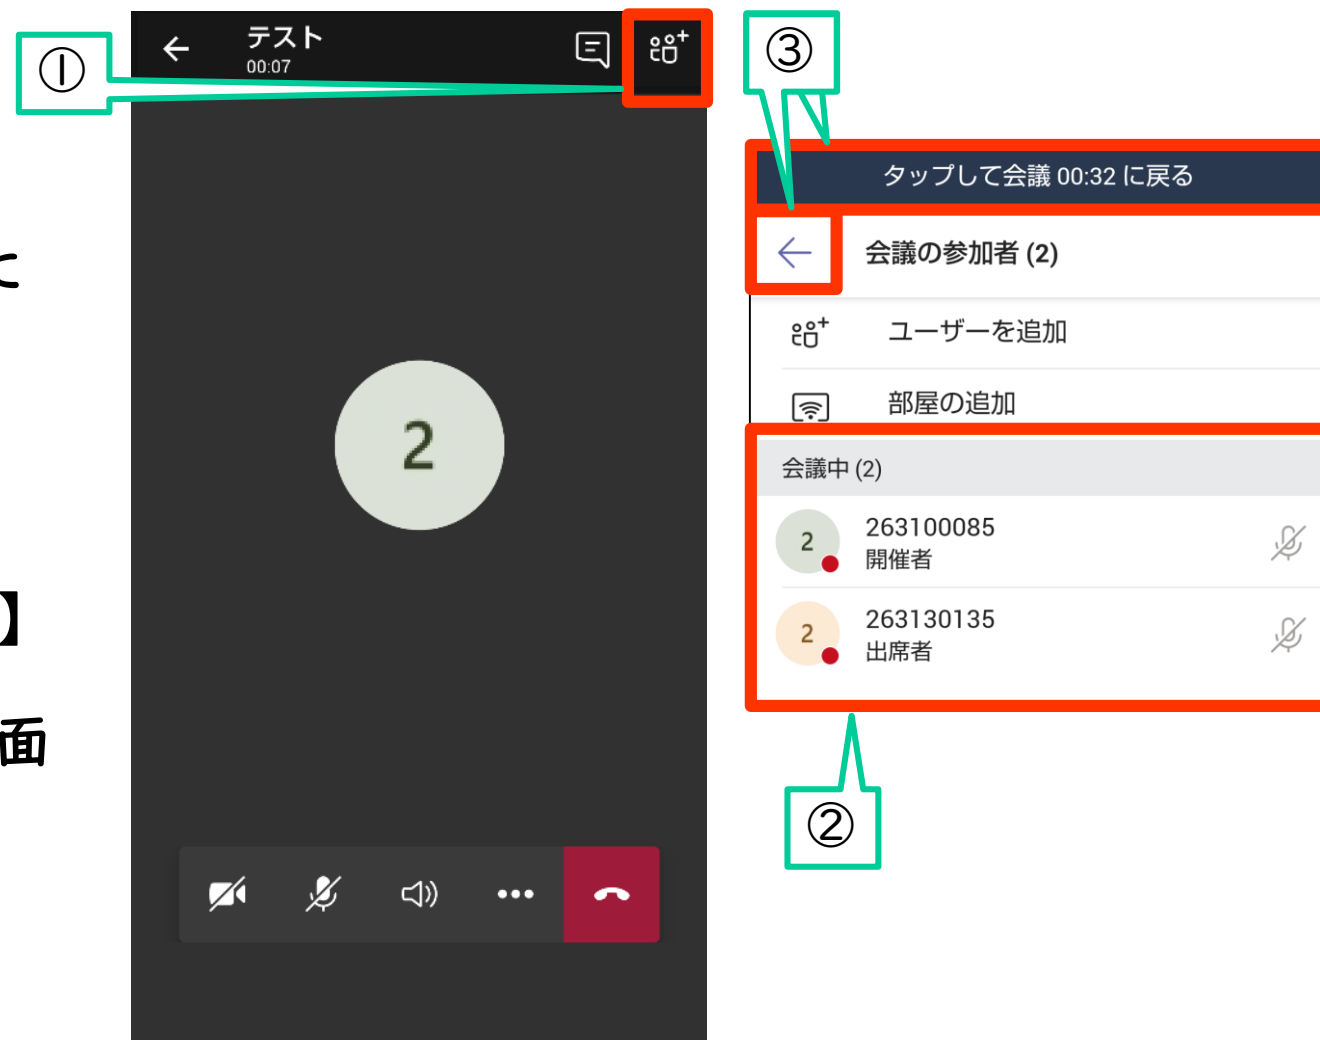 ①
テスト
00:07
2
に
】
面
③
タップして会議 00:32 に戻る
会議の参加者 (2)
ユーザーを追加
部屋の追加
会議中 (2)
2
263100085
開催者
2
263130135
出席者
②